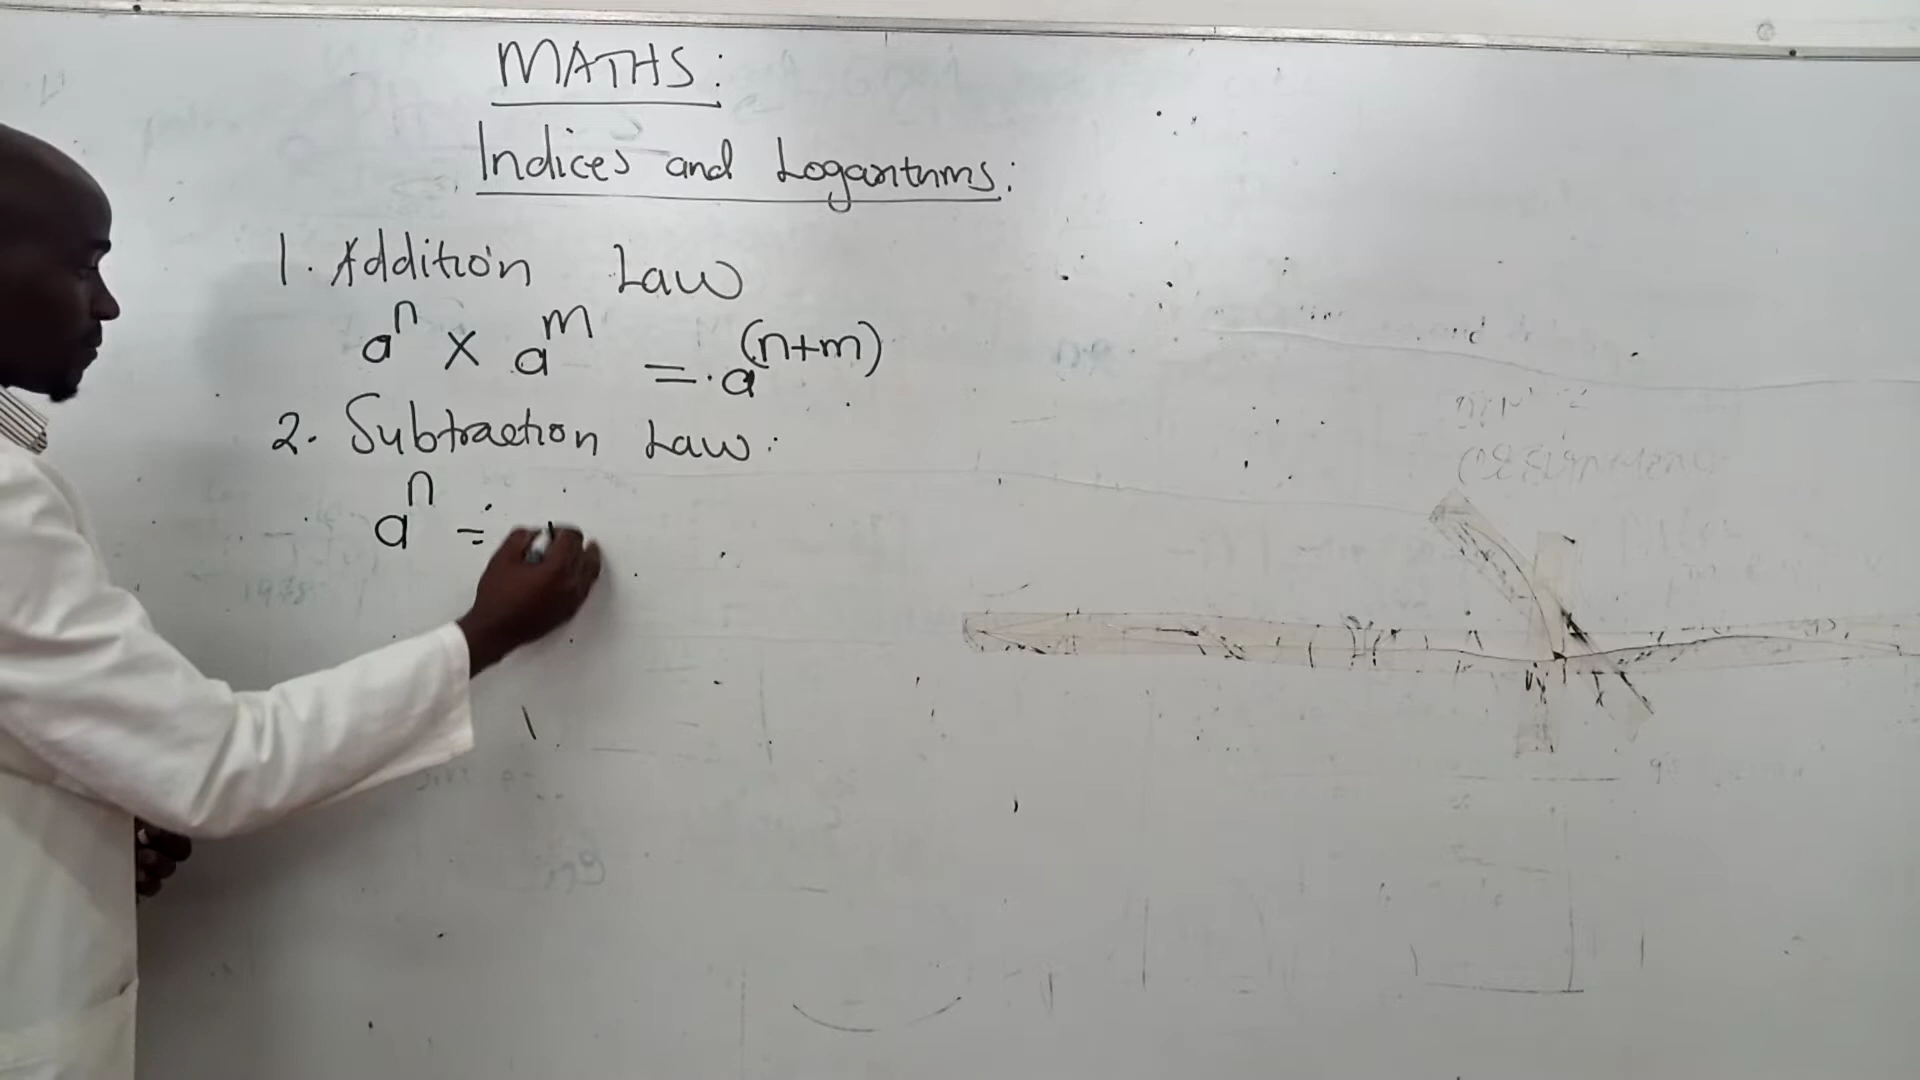 MATHS:
Indices and Logarithms:
1. Addition Law
aⁿ × aᵐ = a⁽ⁿ⁺ᵐ⁾
2. Subtraction Law:
aⁿ ÷